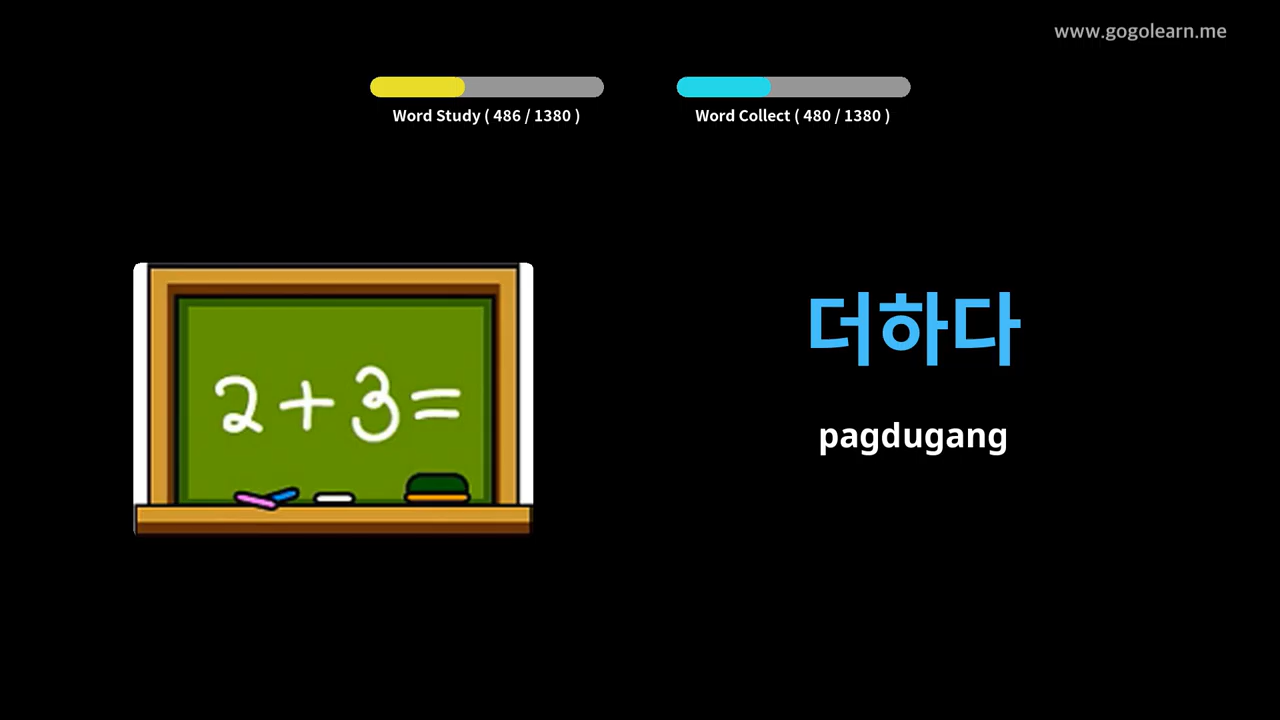 www.gogolearn.me
Word Study ( 486 / 1380 )
Word Collect ( 480 / 1380 )
2 + 3 =
더하다
pagdugang